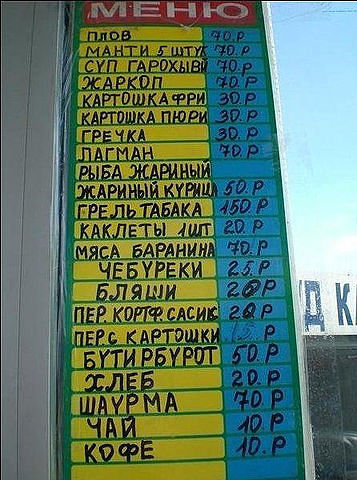 МЕНЮ
ПЛОВ 70.Р
МАНТИ 5 ШТУК 70.Р
СУП ГАРОХЫВЫ 70.Р
ЖАРКОП 70.Р
КАРТОШКА ФРИ 30.Р
КАРТОШКА ПЮРИ 30.Р
ГРЕЧКА 30.Р
ЛАГМАН 70.Р
РЫБА ЖАРИНЫЙ
ЖАРИНЫЙ КУРИЦА 50.Р
ГРЕЛЬ ТАБАКА 150.Р
КАКЛЕТЫ 1ШТ 20.Р
МЯСА БАРАНИНА 70.Р
ЧЕБУРЕКИ 25.Р
БЛЯШИ 20.Р
ПЕР. КОРТФ. САСИК 20.Р
ПЕР С КАРТОШКИ 15.Р
БУТИРБУРОТ 50.Р
ХЛЕБ 20.Р
ШАУРМА 70.Р
ЧАЙ 10.Р
КОФЕ 10.Р
Д К